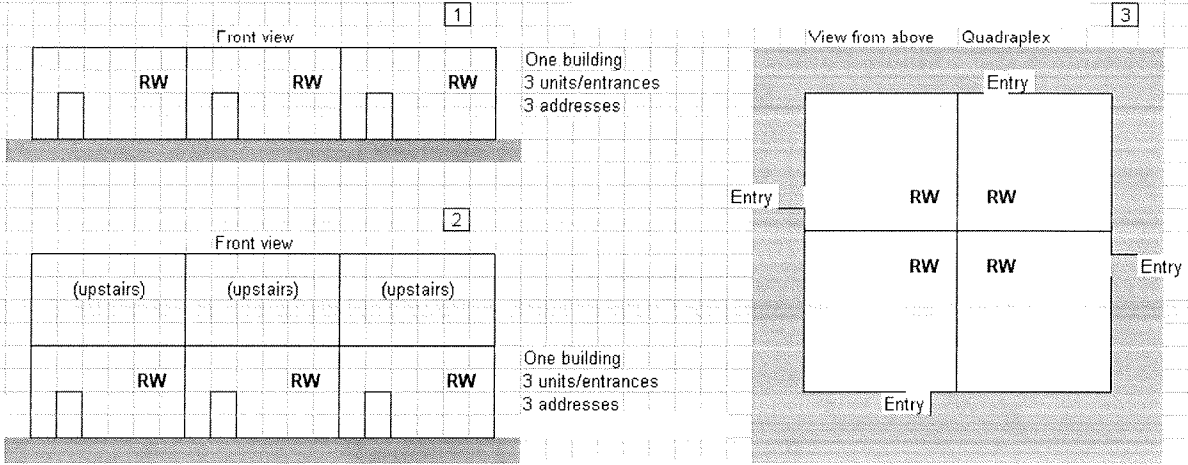 1
Front view
RW RW RW
One building
3 units/entrances
3 addresses
2
Front view
(upstairs) (upstairs) (upstairs)
RW RW RW
One building
3 units/entrances
3 addresses
3
View from above Quadraplex
Entry
Entry
RW RW
RW RW
Entry
Entry